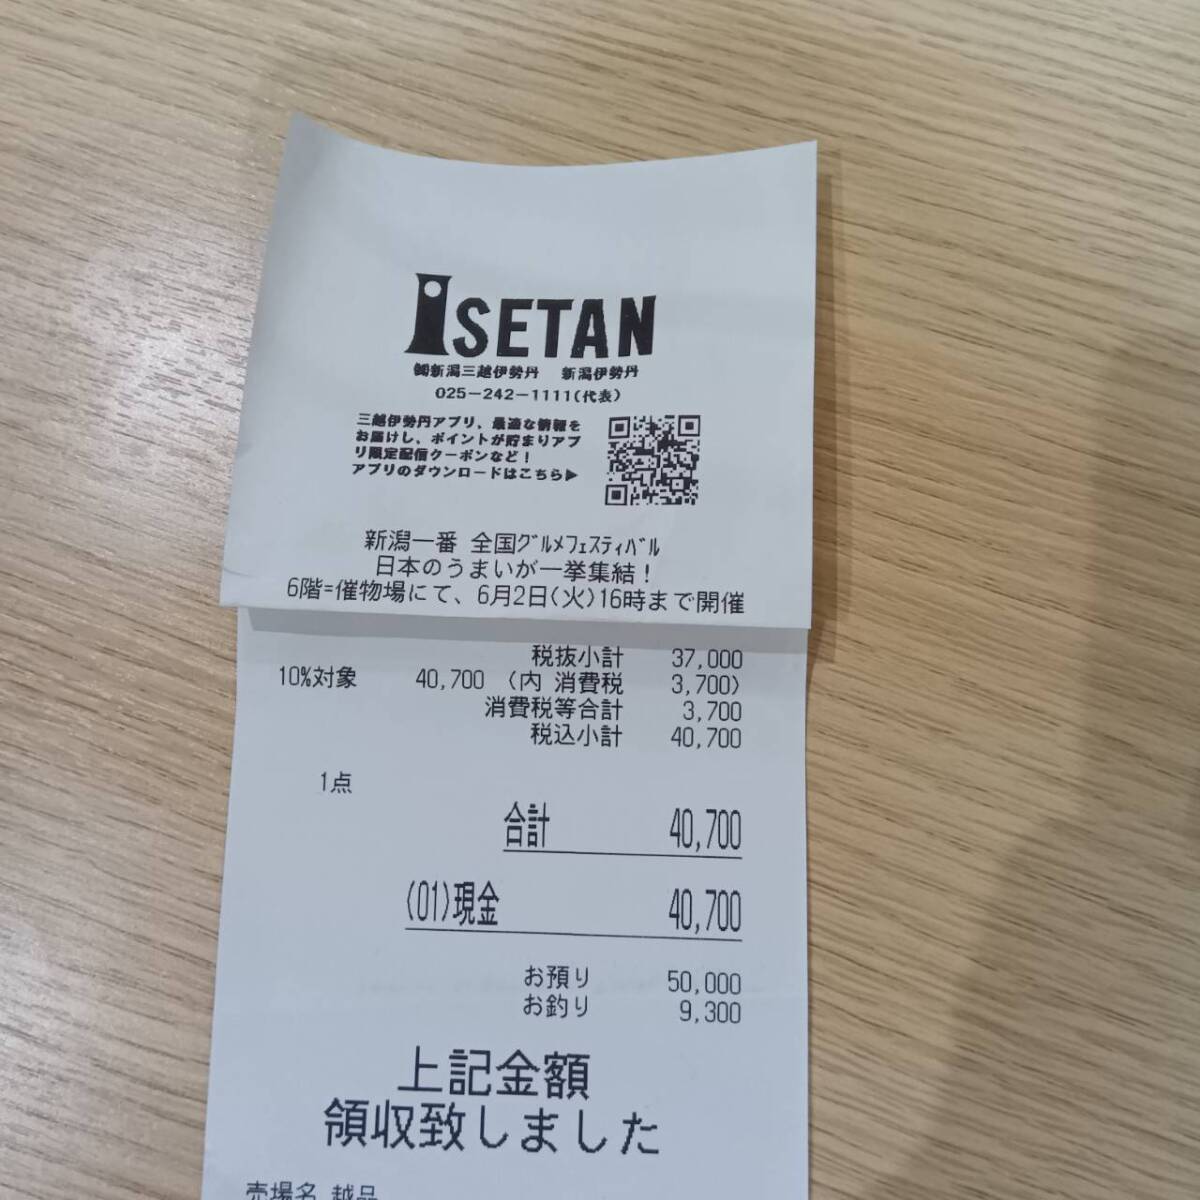 ISETAN
㈱新潟三越伊勢丹 新潟伊勢丹
025-242-1111(代表)
三越伊勢丹アプリ、最適な情報を
お届けし、ポイントが貯まりアプ
リ限定配信クーポンなど!
アプリのダウンロードはこちら▶
新潟一番 全国グルメフェスティバル
日本のうまいが一挙集結!
6階=催物場にて、6月2日(火)16時まで開催
税抜小計 37,000
10%対象 40,700 (内 消費税 3,700)
消費税等合計 3,700
税込小計 40,700
1点
合計 40,700
(01)現金 40,700
お預り 50,000
お釣り 9,300
上記金額
領収致しました
売場名 越品